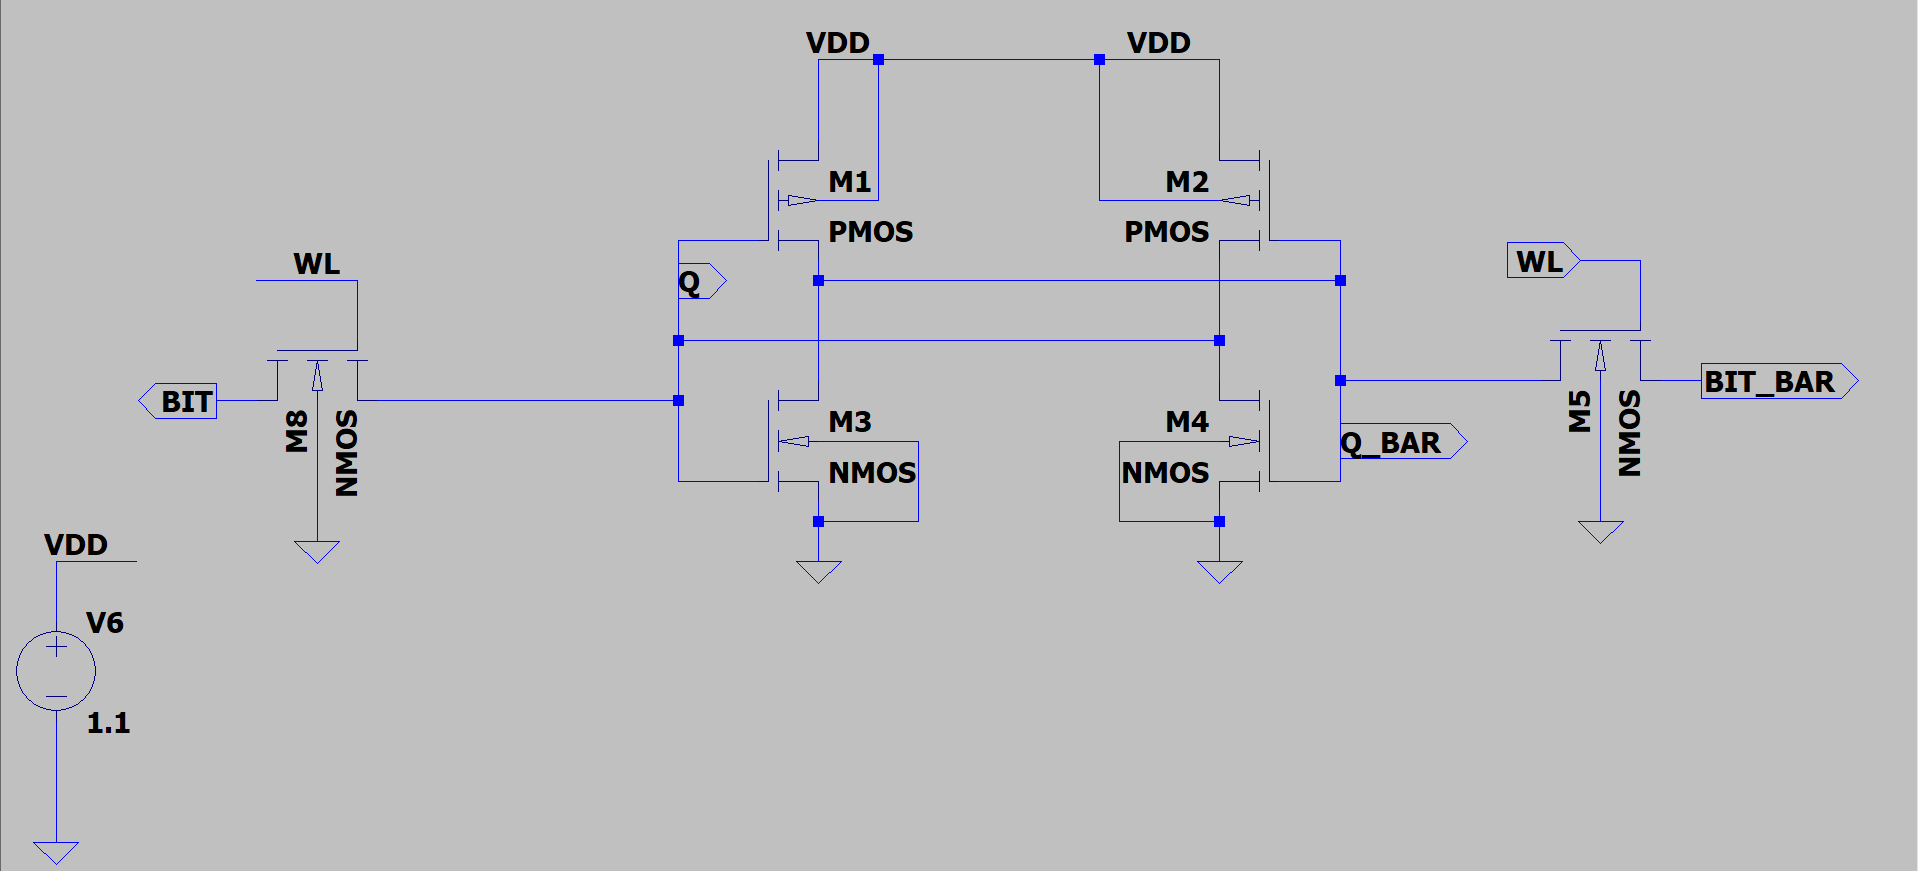 VDD
VDD
M1
M2
PMOS
PMOS
WL
WL
Q
BIT
BIT_BAR
M8
NMOS
M3
M4
M5
NMOS
Q_BAR
NMOS
NMOS
VDD
V6
1.1